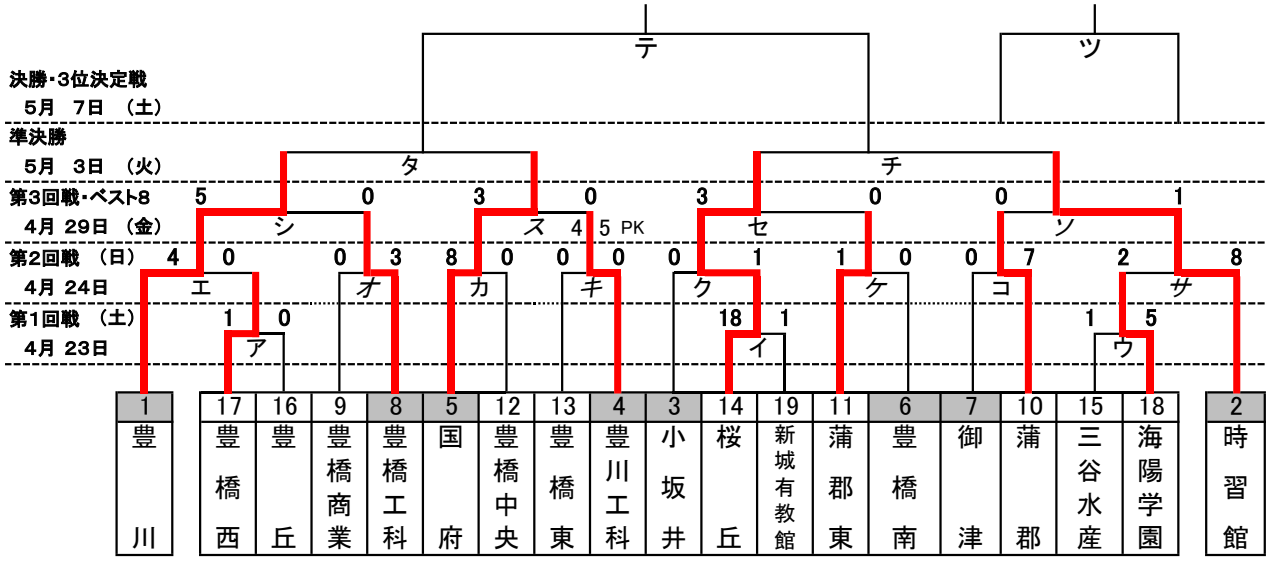 テ ツ
決勝・3位決定戦
5月 7日 (土)
準決勝
5月 3日 (火) タ チ
第3回戦・ベスト8 5 0 3 0 3 0 0 1
4月 29日 (金) シ ス 4 5 PK セ ソ
第2回戦 (日) 4 0 0 3 8 0 0 0 0 1 1 0 0 7 2 8
4月 24日 エ オ カ キ ク ケ コ サ
第1回戦 (土) 1 0 18 1 1 5
4月 23日 ア イ ウ
1 17 16 9 8 5 12 13 4 3 14 19 11 6 7 10 15 18 2
豊川
豊橋西
豊丘
豊橋商業
豊橋工科
国府
豊橋中央
豊橋東
豊川工科
小坂井
桜丘
新城有教館
蒲郡東
豊橋南
御津
蒲郡
三谷水産
海陽学園
時習館